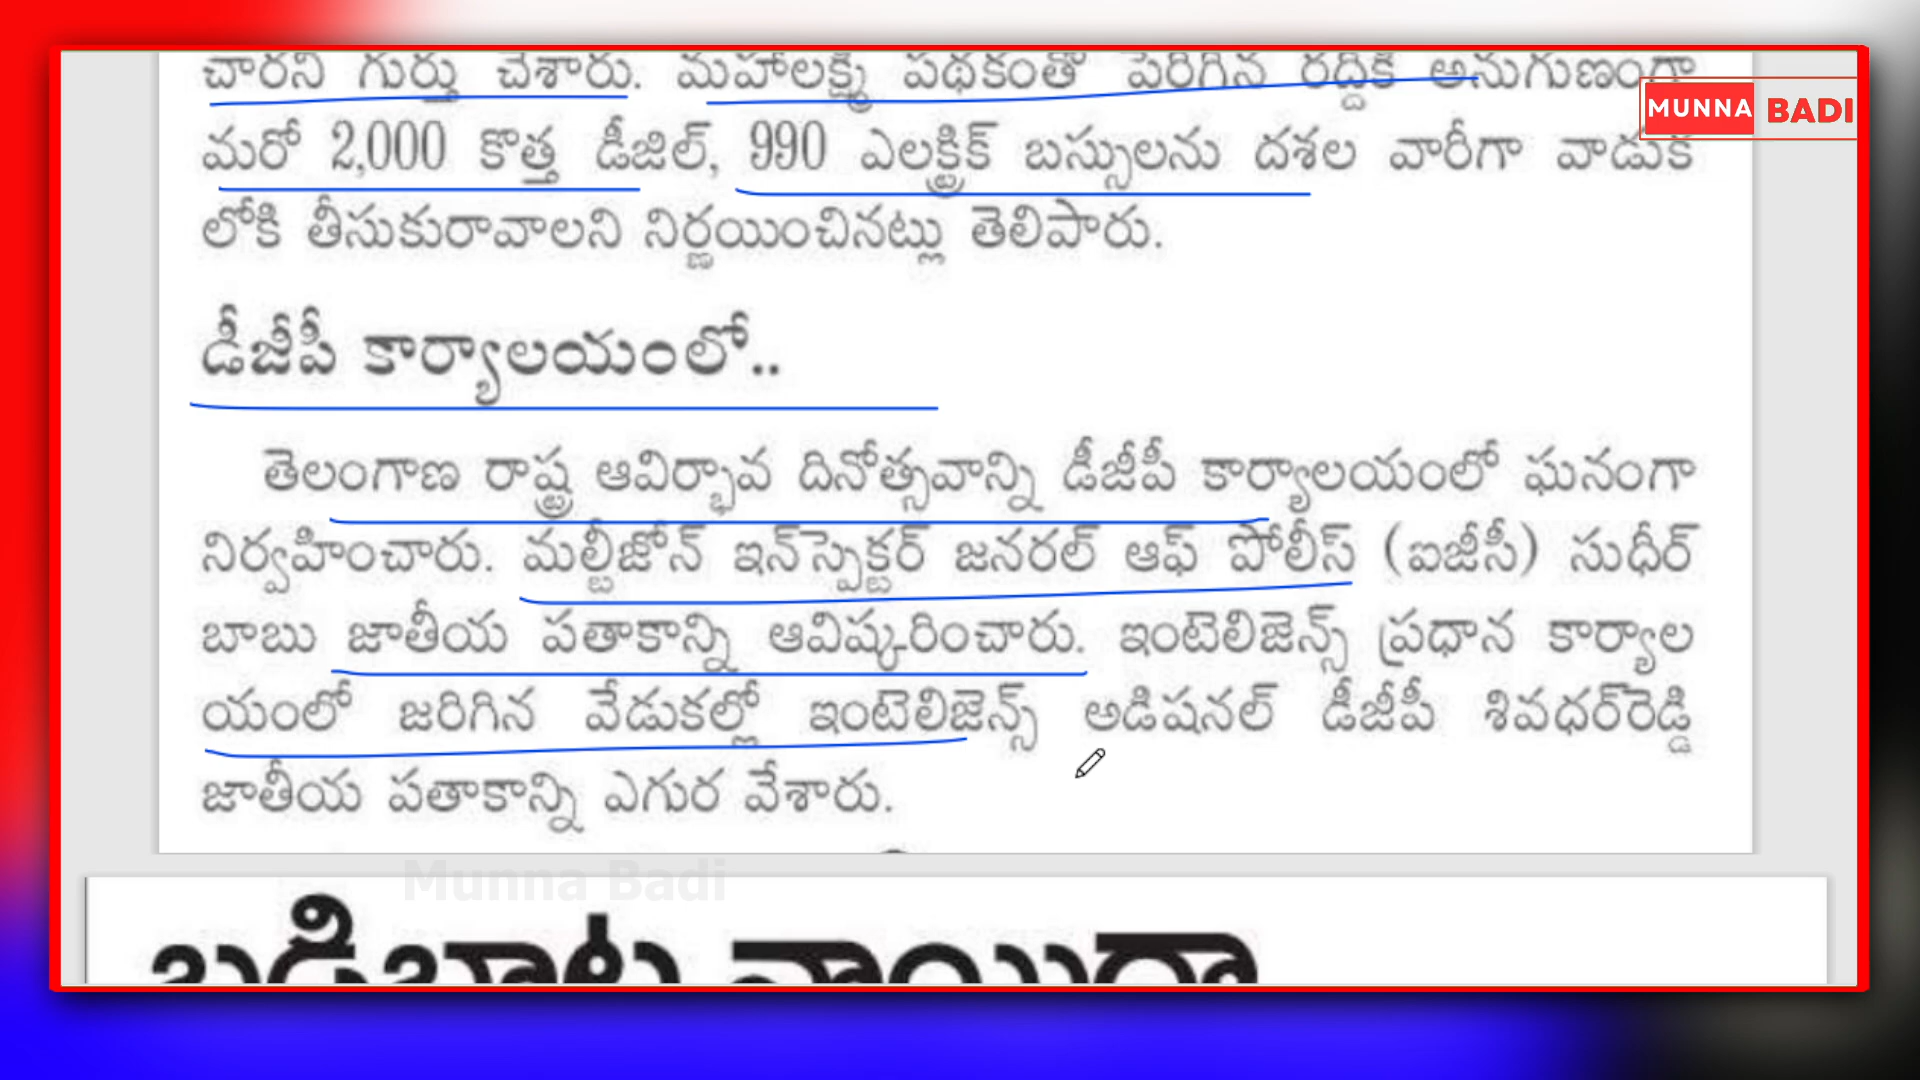 చారని గుర్తు చేశారు. మహాలక్ష్మి పథకంతో పెరిగిన రద్దీకి అనుగుణంగా
MUNNA BADI
మరో 2,000 కొత్త డీజిల్, 990 ఎలక్ట్రిక్ బస్సులను దశల వారీగా వాడుక
లోకి తీసుకురావాలని నిర్ణయించినట్లు తెలిపారు.
డీజీపీ కార్యాలయంలో..
తెలంగాణ రాష్ట్ర ఆవిర్భావ దినోత్సవాన్ని డీజీపీ కార్యాలయంలో ఘనంగా
నిర్వహించారు. మల్టీజోన్ ఇన్‌స్పెక్టర్ జనరల్ ఆఫ్ పోలీస్ (ఐజీసీ) సుధీర్
బాబు జాతీయ పతాకాన్ని ఆవిష్కరించారు. ఇంటెలిజెన్స్ ప్రధాన కార్యాల
యంలో జరిగిన వేడుకల్లో ఇంటెలిజెన్స్ అడిషనల్ డీజీపీ శివధర్‌రెడ్డి
జాతీయ పతాకాన్ని ఎగుర వేశారు.
Munna Badi
బడిబాట